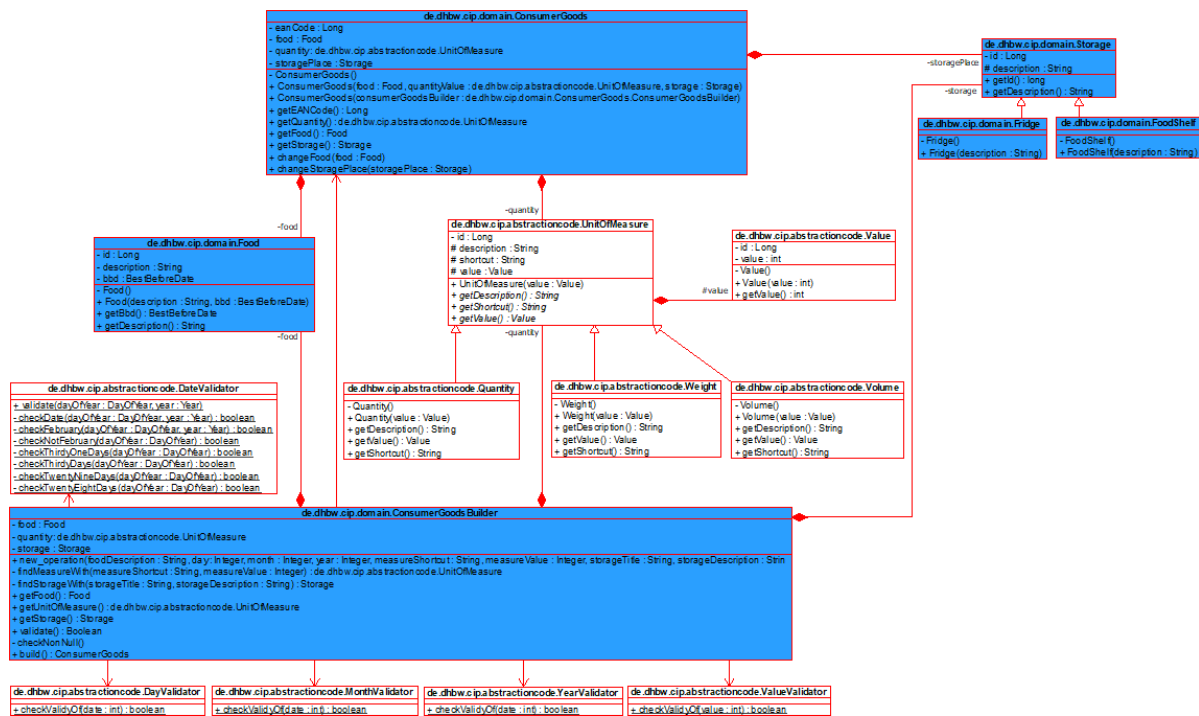 de.dhbw.cip.domain.ConsumerGoods
- eanCode : Long
- food : Food
- quantity: de.dhbw.cip.abstractioncode.UnitOfMeasure
- storagePlace : Storage
- ConsumerGoods()
+ ConsumerGoods(food : Food, quantityValue : de.dhbw.cip.abstractioncode.UnitOfMeasure, storage : Storage)
+ ConsumerGoods(consumerGoodsBuilder : de.dhbw.cip.domain.ConsumerGoods.ConsumerGoodsBuilder)
+ getEANCode() : Long
+ getQuantity() : de.dhbw.cip.abstractioncode.UnitOfMeasure
+ getFood() : Food
+ getStorage() : Storage
+ changeFood(food : Food)
+ changeStoragePlace(storagePlace : Storage)
-storagePlace
-storage
de.dhbw.cip.domain.Storage
- id : Long
# description : String
+ getId() : long
+ getDescription() : String
de.dhbw.cip.domain.Fridge
- Fridge()
+ Fridge(description : String)
de.dhbw.cip.domain.FoodShelf
- FoodShelf()
+ FoodShelf(description : String)
-food
-quantity
de.dhbw.cip.domain.Food
- id : Long
- description : String
- bbd : BestBeforeDate
- Food()
+ Food(description : String, bbd : BestBeforeDate)
+ getBbd() : BestBeforeDate
+ getDescription() : String
-food
de.dhbw.cip.abstractioncode.UnitOfMeasure
- id : Long
# description : String
# shortcut : String
# value : Value
+ UnitOfMeasure(value : Value)
+ getDescription() : String
+ getShortcut() : String
+ getValue() : Value
-quantity
#value
de.dhbw.cip.abstractioncode.Value
- id : Long
- value : int
- Value()
+ Value(value : int)
+ getValue() : int
de.dhbw.cip.abstractioncode.DateValidator
+ validate(dayOfYear : DayOfYear, year : Year)
- checkDate(dayOfYear : DayOfYear, year : Year) : boolean
- checkFebruary(dayOfYear : DayOfYear, year : Year) : boolean
- checkNotFebruary(dayOfYear : DayOfYear) : boolean
- checkThirdyOneDays(dayOfYear : DayOfYear) : boolean
- checkThirdyDays(dayOfYear : DayOfYear) : boolean
- checkTwentyNineDays(dayOfYear : DayOfYear) : boolean
- checkTwentyEightDays(dayOfYear : DayOfYear) : boolean
de.dhbw.cip.abstractioncode.Quantity
- Quantity()
+ Quantity(value : Value)
+ getDescription() : String
+ getValue() : Value
+ getShortcut() : String
de.dhbw.cip.abstractioncode.Weight
- Weight()
+ Weight(value : Value)
+ getDescription() : String
+ getValue() : Value
+ getShortcut() : String
de.dhbw.cip.abstractioncode.Volume
- Volume()
+ Volume(value : Value)
+ getDescription() : String
+ getValue() : Value
+ getShortcut() : String
de.dhbw.cip.domain.ConsumerGoodsBuilder
- food : Food
- quantity: de.dhbw.cip.abstractioncode.UnitOfMeasure
- storage : Storage
+ new_operation(foodDescription : String, day: Integer, month : Integer, year : Integer, measureShortcut : String, measureValue : Integer, storageTitle : String, storageDescription : Strin
- findMeasureWith(measureShortcut : String, measureValue : Integer) : de.dhbw.cip.abstractioncode.UnitOfMeasure
- findStorageWith(storageTitle : String, storageDescription : String) : Storage
+ getFood() : Food
+ getUnitOfMeasure() : de.dhbw.cip.abstractioncode.UnitOfMeasure
+ getStorage() : Storage
+ validate() : Boolean
- checkNonNull()
+ build() : ConsumerGoods
de.dhbw.cip.abstractioncode.DayValidator
+ checkValidyOf(date : int) : boolean
de.dhbw.cip.abstractioncode.MonthValidator
+ checkValidyOf(date : int) : boolean
de.dhbw.cip.abstractioncode.YearValidator
+ checkValidyOf(date : int) : boolean
de.dhbw.cip.abstractioncode.ValueValidator
+ checkValidyOf(value : int) : boolean